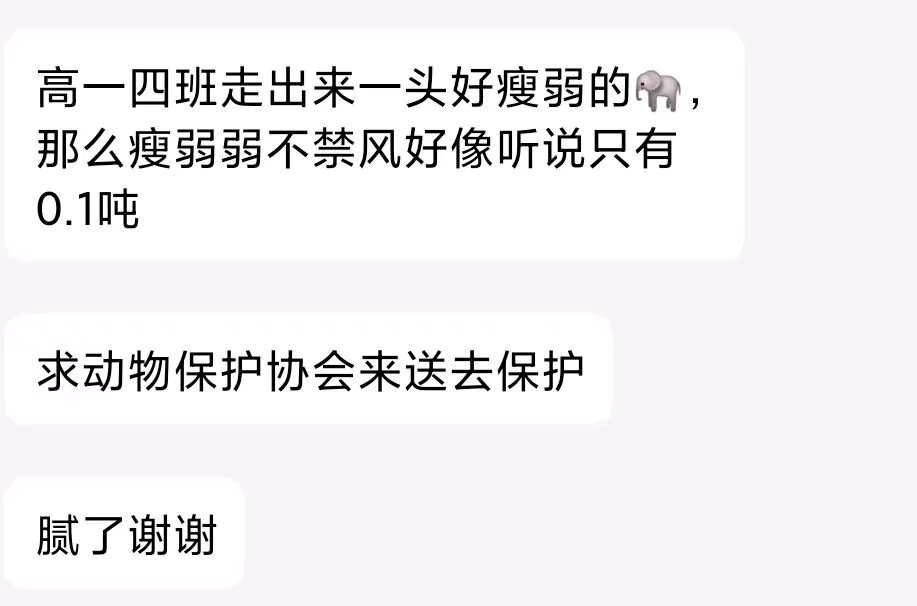 高一四班走出来一头好瘦弱的🐘,
那么瘦弱弱不禁风好像听说只有
0.1吨
求动物保护协会来送去保护
腻了谢谢